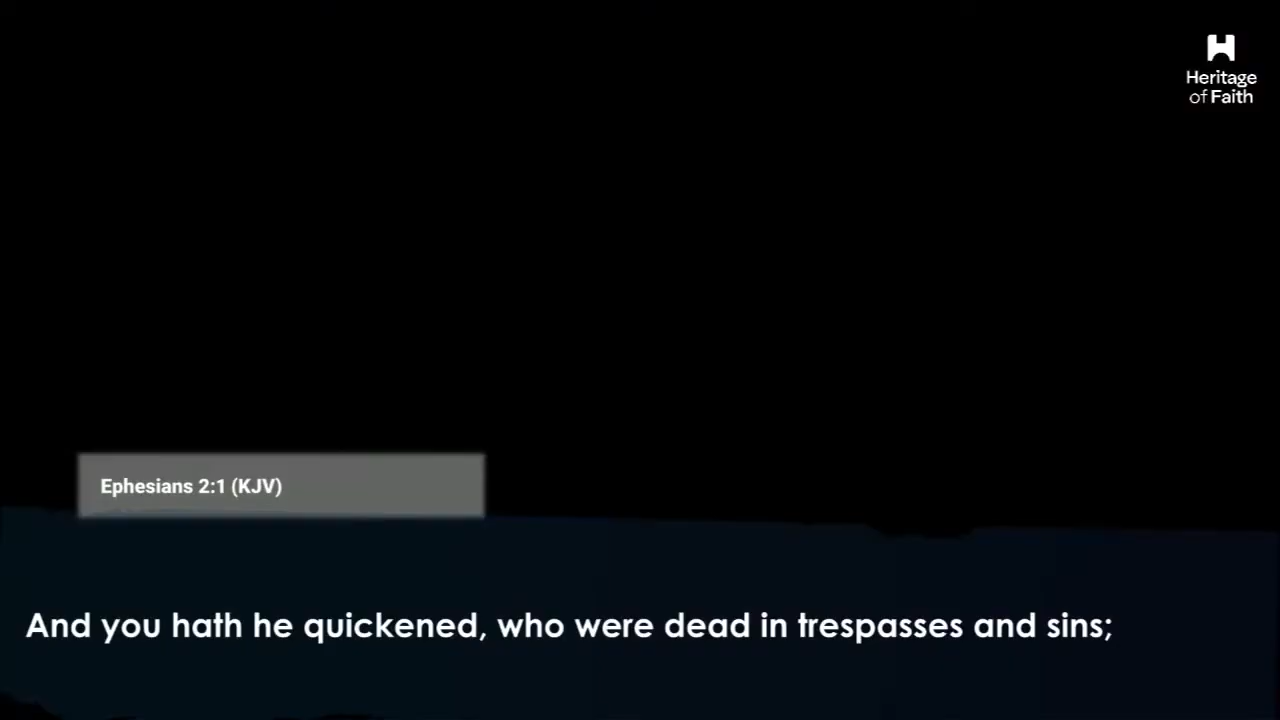 Heritage
of Faith
Ephesians 2:1 (KJV)
And you hath he quickened, who were dead in trespasses and sins;